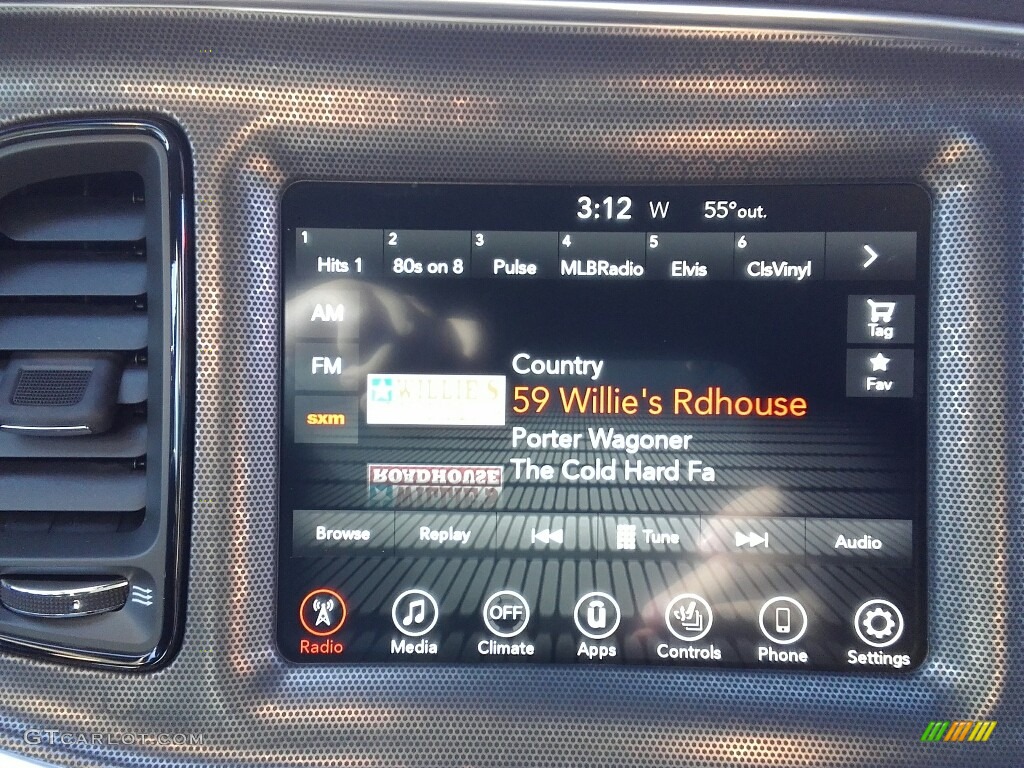 3:12 W 55°out.
1 2 3 4 5 6
Hits 1 80s on 8 Pulse MLBRadio Elvis ClsVinyl
AM
Tag
FM
Fav
sxm
Country
WILLIE'S
59 Willie's Rdhouse
Porter Wagoner
ROADHOUSE
The Cold Hard Fa
Browse Replay Tune Audio
OFF
Radio Media Climate Apps Controls Phone Settings
GTCARLOT.COM